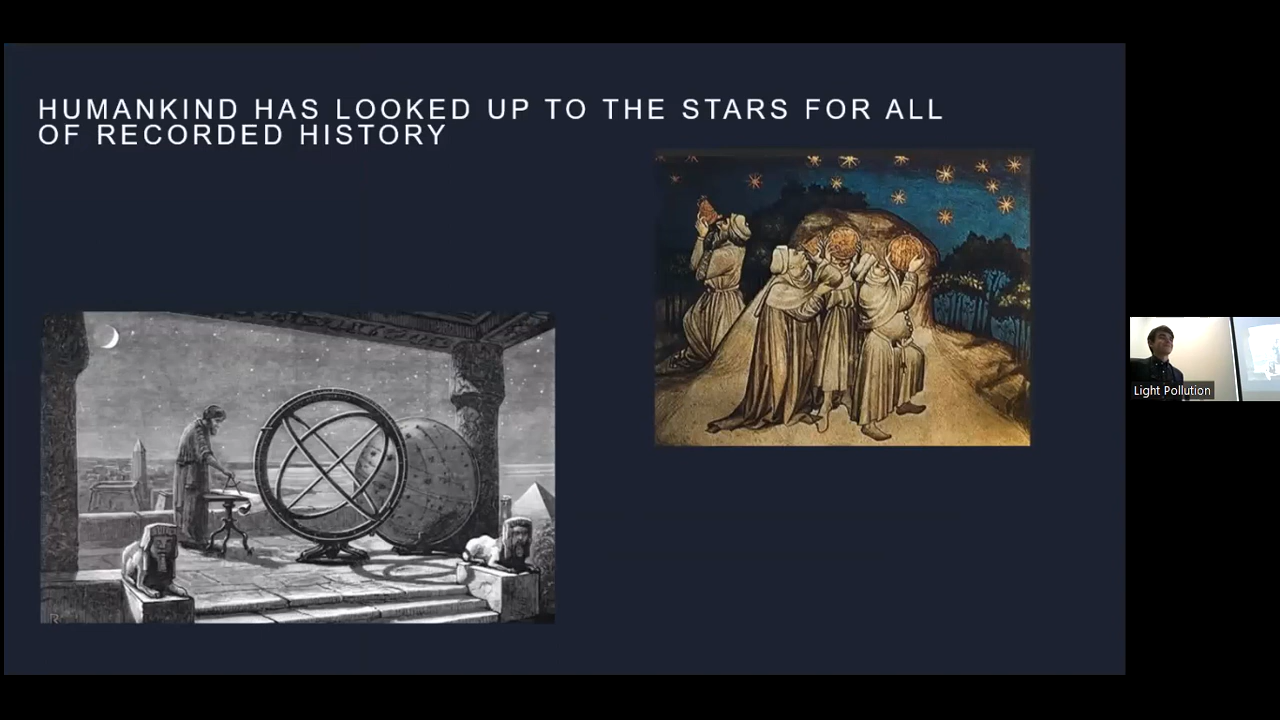 HUMANKIND HAS LOOKED UP TO THE STARS FOR ALL
OF RECORDED HISTORY
Light Pollution